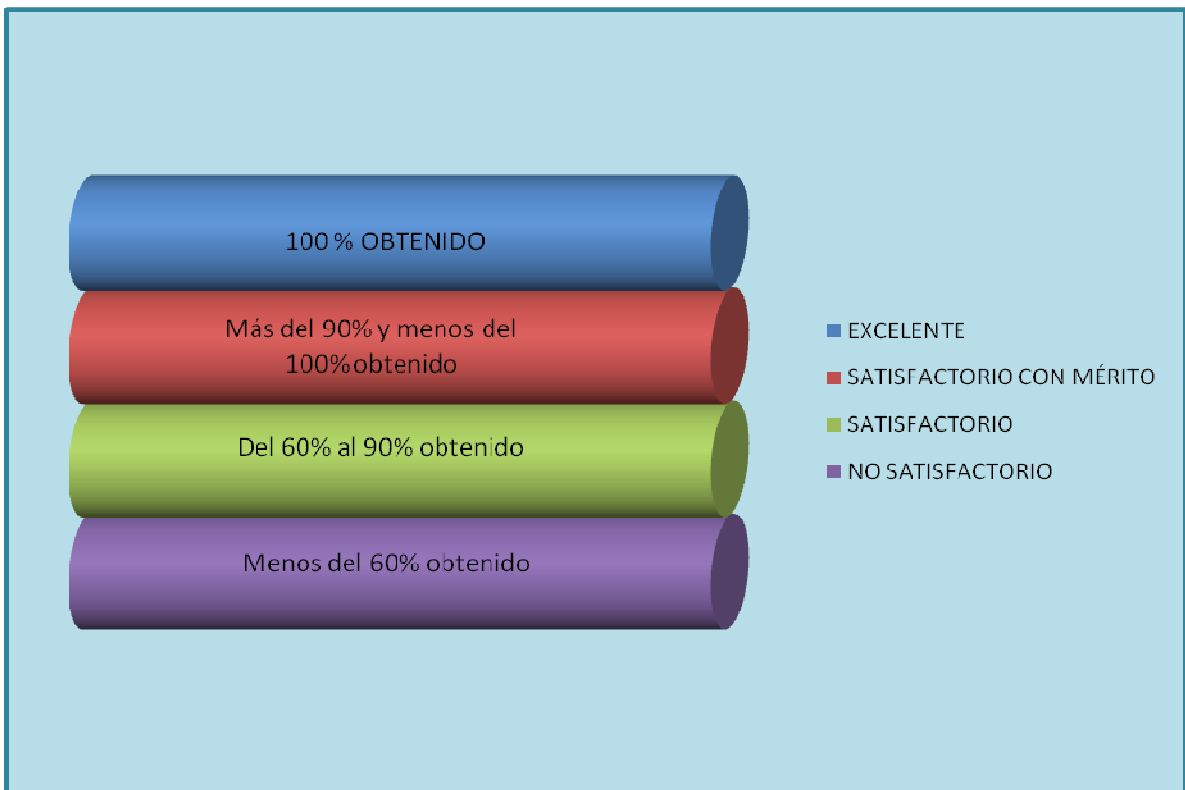 100 % OBTENIDO
Más del 90% y menos del
100%obtenido
Del 60% al 90% obtenido
Menos del 60% obtenido
EXCELENTE
SATISFACTORIO CON MÉRITO
SATISFACTORIO
NO SATISFACTORIO